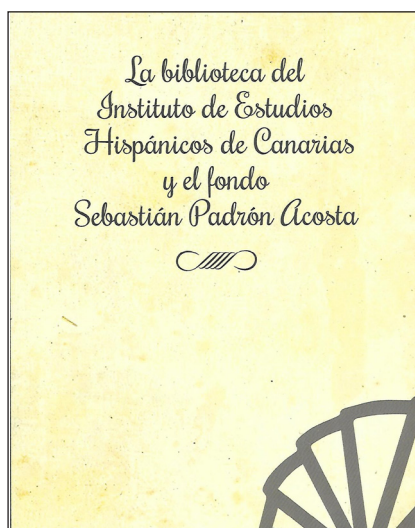 La biblioteca del
Instituto de Estudios
Hispánicos de Canarias
y el fondo
Sebastián Padrón Acosta